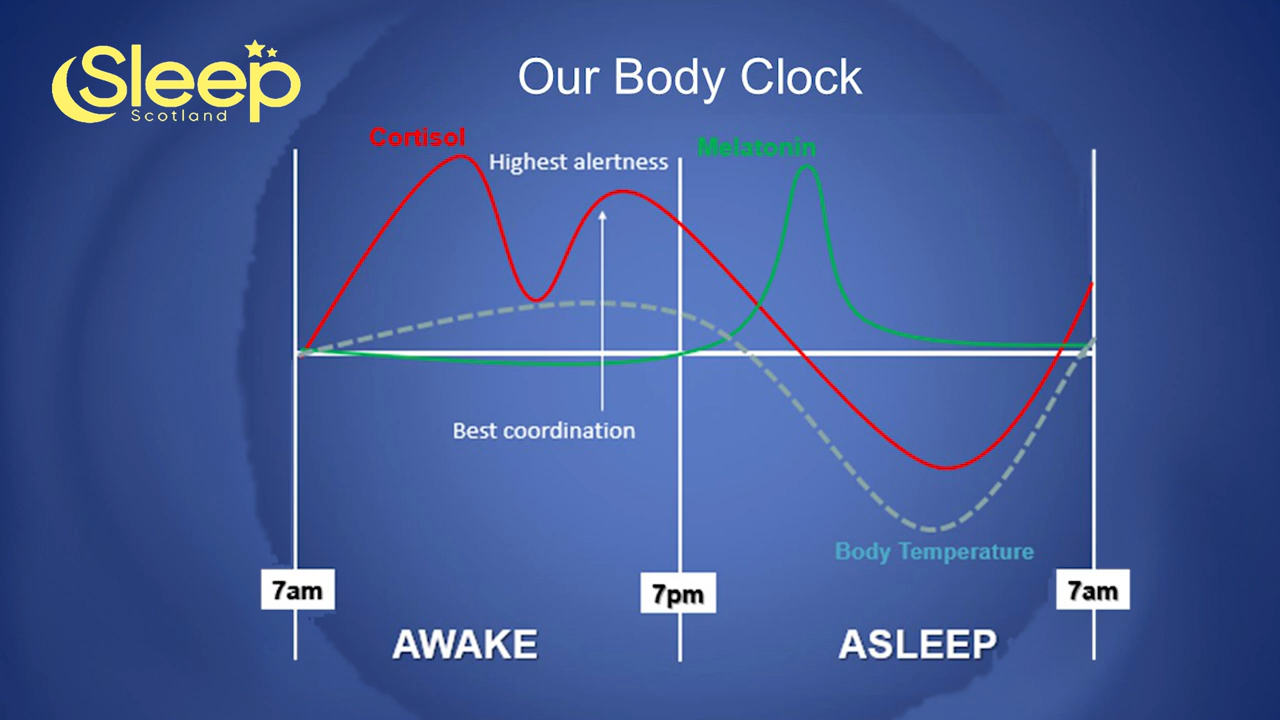 Sleep
Scotland
Our Body Clock
Cortisol
Highest alertness
Melatonin
Best coordination
Body Temperature
7am
7pm
7am
AWAKE
ASLEEP